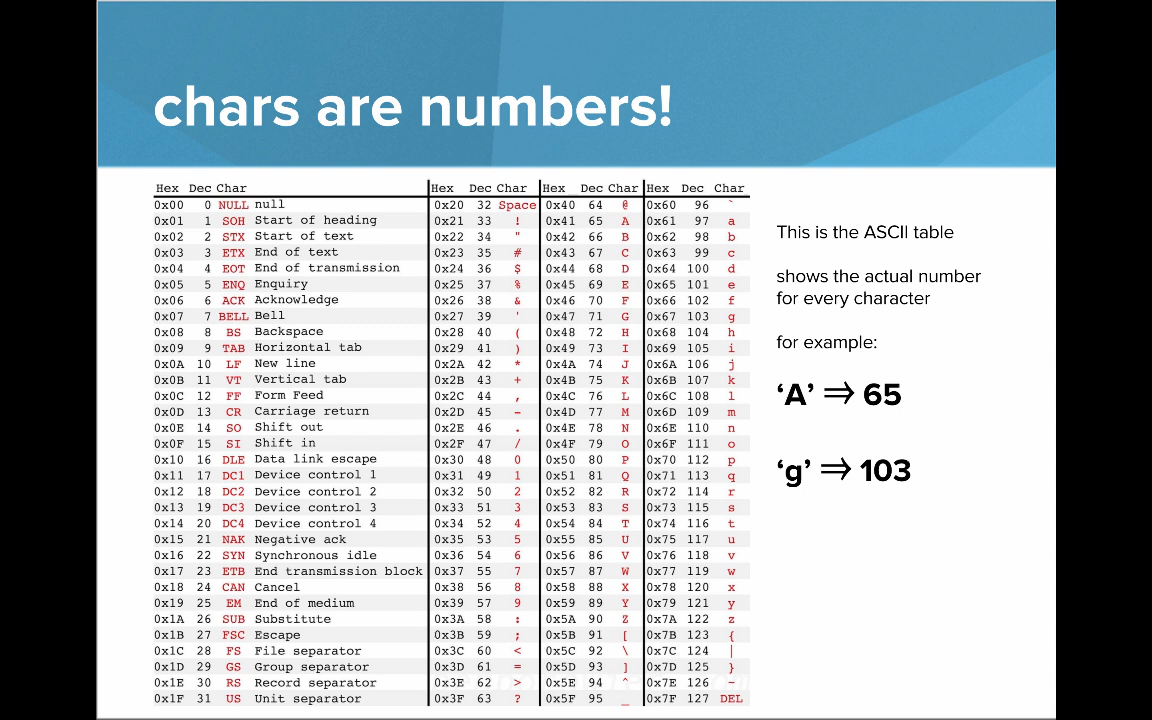 chars are numbers!
Hex Dec Char Hex Dec Char Hex Dec Char Hex Dec Char
0x00 0 NULL null 0x20 32 Space 0x40 64 @ 0x60 96 `
0x01 1 SOH Start of heading 0x21 33 ! 0x41 65 A 0x61 97 a
0x02 2 STX Start of text 0x22 34 " 0x42 66 B 0x62 98 b
0x03 3 ETX End of text 0x23 35 # 0x43 67 C 0x63 99 c
0x04 4 EOT End of transmission 0x24 36 $ 0x44 68 D 0x64 100 d
0x05 5 ENQ Enquiry 0x25 37 % 0x45 69 E 0x65 101 e
0x06 6 ACK Acknowledge 0x26 38 & 0x46 70 F 0x66 102 f
0x07 7 BELL Bell 0x27 39 ' 0x47 71 G 0x67 103 g
0x08 8 BS Backspace 0x28 40 ( 0x48 72 H 0x68 104 h
0x09 9 TAB Horizontal tab 0x29 41 ) 0x49 73 I 0x69 105 i
0x0A 10 LF New line 0x2A 42 * 0x4A 74 J 0x6A 106 j
0x0B 11 VT Vertical tab 0x2B 43 + 0x4B 75 K 0x6B 107 k
0x0C 12 FF Form Feed 0x2C 44 , 0x4C 76 L 0x6C 108 l
0x0D 13 CR Carriage return 0x2D 45 - 0x4D 77 M 0x6D 109 m
0x0E 14 SO Shift out 0x2E 46 . 0x4E 78 N 0x6E 110 n
0x0F 15 SI Shift in 0x2F 47 / 0x4F 79 O 0x6F 111 o
0x10 16 DLE Data link escape 0x30 48 0 0x50 80 P 0x70 112 p
0x11 17 DC1 Device control 1 0x31 49 1 0x51 81 Q 0x71 113 q
0x12 18 DC2 Device control 2 0x32 50 2 0x52 82 R 0x72 114 r
0x13 19 DC3 Device control 3 0x33 51 3 0x53 83 S 0x73 115 s
0x14 20 DC4 Device control 4 0x34 52 4 0x54 84 T 0x74 116 t
0x15 21 NAK Negative ack 0x35 53 5 0x55 85 U 0x75 117 u
0x16 22 SYN Synchronous idle 0x36 54 6 0x56 86 V 0x76 118 v
0x17 23 ETB End transmission block 0x37 55 7 0x57 87 W 0x77 119 w
0x18 24 CAN Cancel 0x38 56 8 0x58 88 X 0x78 120 x
0x19 25 EM End of medium 0x39 57 9 0x59 89 Y 0x79 121 y
0x1A 26 SUB Substitute 0x3A 58 : 0x5A 90 Z 0x7A 122 z
0x1B 27 FSC Escape 0x3B 59 ; 0x5B 91 [ 0x7B 123 {
0x1C 28 FS File separator 0x3C 60 < 0x5C 92 \ 0x7C 124 |
0x1D 29 GS Group separator 0x3D 61 = 0x5D 93 ] 0x7D 125 }
0x1E 30 RS Record separator 0x3E 62 > 0x5E 94 ^ 0x7E 126 ~
0x1F 31 US Unit separator 0x3F 63 ? 0x5F 95 _ 0x7F 127 DEL
This is the ASCII table
shows the actual number
for every character
for example:
‘A’ ⇒ 65
‘g’ ⇒ 103